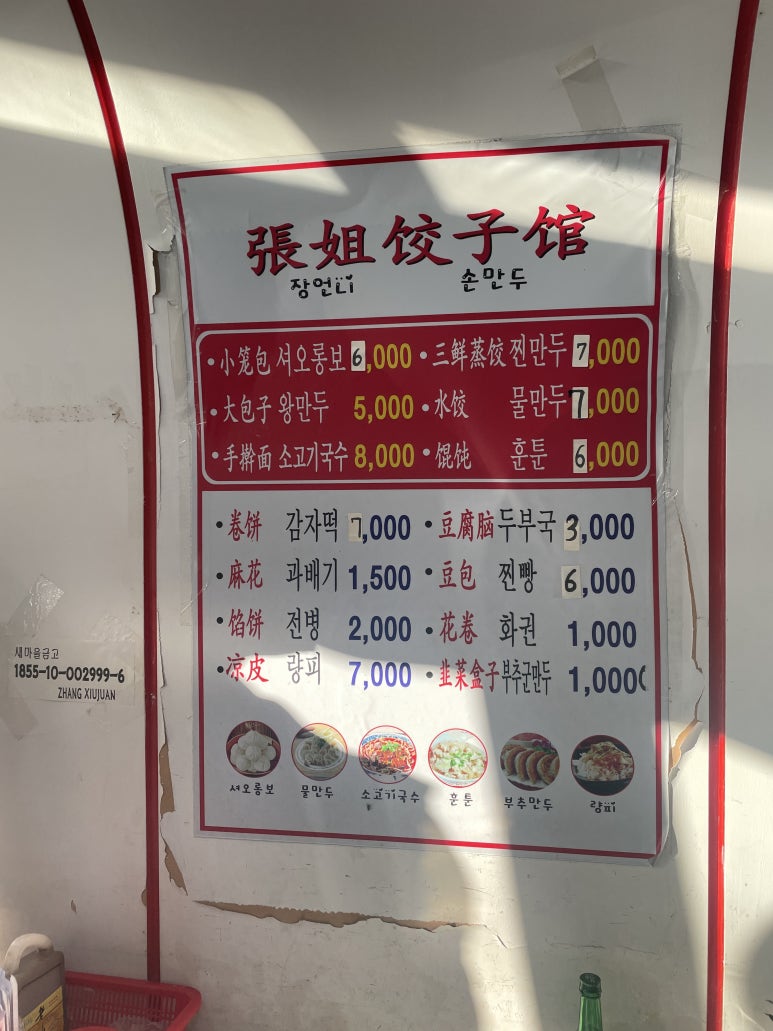 張姐饺子馆
장언니 손만두
•小笼包 셔오롱보 6,000 •三鲜蒸饺 찐만두 7,000
•大包子 왕만두 5,000 •水饺 물만두 7,000
•手擀面 소고기국수 8,000 •馄饨 훈툰 6,000
•卷饼 감자떡 7,000 •豆腐脑 두부국 3,000
•麻花 과배기 1,500 •豆包 찐빵 6,000
•馅饼 전병 2,000 •花卷 화권 1,000
•凉皮 량피 7,000 •韭菜盒子 부추군만두 1,000(
셔오롱보 물만두 소고기국수 훈툰 부추만두 량피
새마을금고
1855-10-002999-6
ZHANG XIUJUAN